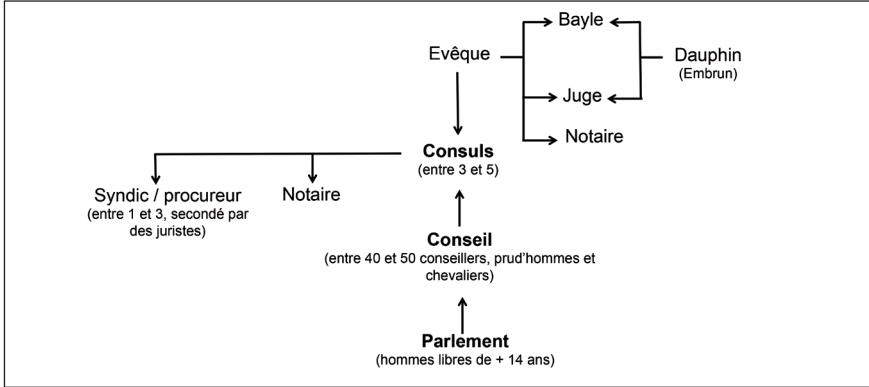 Bayle
Evêque
Dauphin
(Embrun)
Juge
Notaire
Consuls
(entre 3 et 5)
Syndic / procureur
(entre 1 et 3, secondé par
des juristes)
Notaire
Conseil
(entre 40 et 50 conseillers, prud'hommes et
chevaliers)
Parlement
(hommes libres de + 14 ans)